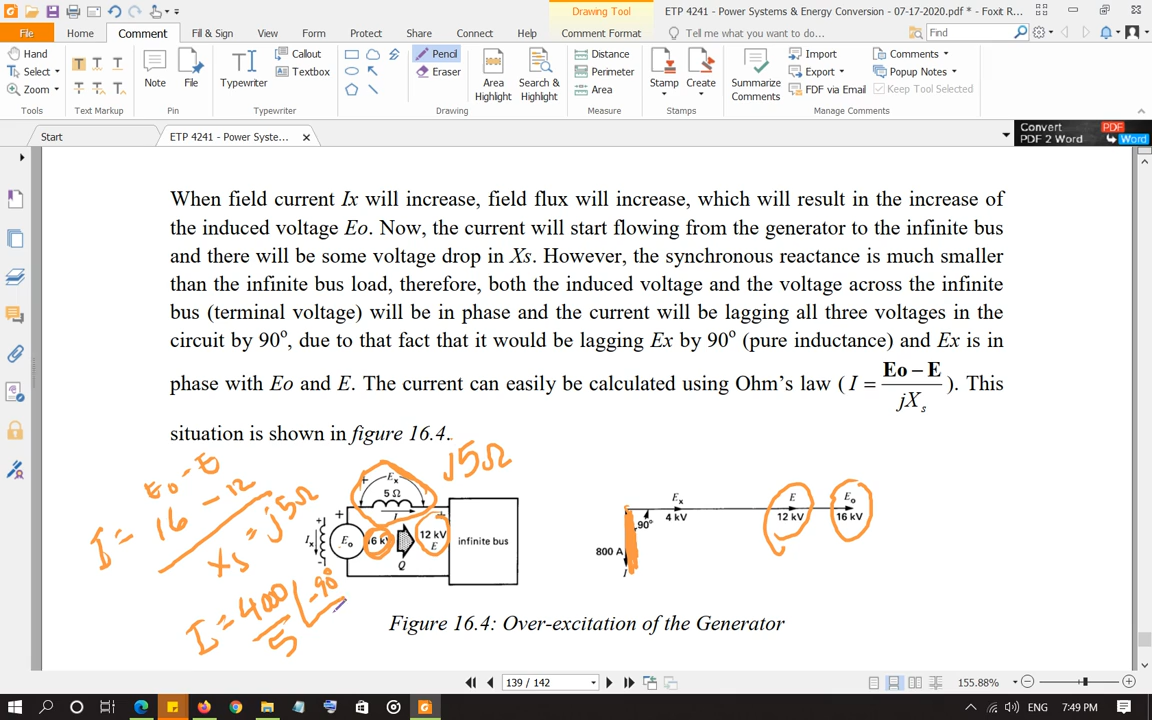 Drawing Tool
ETP 4241 - Power Systems & Energy Conversion - 07-17-2020.pdf * - Foxit R...
File Home Comment Fill & Sign View Form Protect Share Connect Help Comment Format Tell me what you want to do... Find
Hand
Select
Zoom
Tools
Text Markup
Note
File
Pin
Typewriter
Callout
Textbox
Typewriter
Pencil
Eraser
Drawing
Area Highlight
Search & Highlight
Distance
Perimeter
Area
Measure
Stamp
Create
Stamps
Summarize Comments
Import
Export
FDF via Email
Comments
Popup Notes
Keep Tool Selected
Manage Comments
Start
ETP 4241 - Power Syste...
Convert PDF
PDF 2 Word Word
When field current Ix will increase, field flux will increase, which will result in the increase of
the induced voltage Eo. Now, the current will start flowing from the generator to the infinite bus
and there will be some voltage drop in Xs. However, the synchronous reactance is much smaller
than the infinite bus load, therefore, both the induced voltage and the voltage across the infinite
bus (terminal voltage) will be in phase and the current will be lagging all three voltages in the
circuit by 90o, due to that fact that it would be lagging Ex by 90o (pure inductance) and Ex is in
phase with Eo and E. The current can easily be calculated using Ohm's law ( I = Eo − E / jXs ). This
situation is shown in figure 16.4.
j5Ω
Eo - E
I = 16 - 12
Xs = j5Ω
I = 4000 / 5 ∠-90°
Ex
5 Ω
I
+
Ix
Eo
16 kV
12 kV
E
Q
infinite bus
Ex
4 kV
90°
800 A
I
E
12 kV
Eo
16 kV
Figure 16.4: Over-excitation of the Generator
139 / 142
155.88%
ENG 7:49 PM